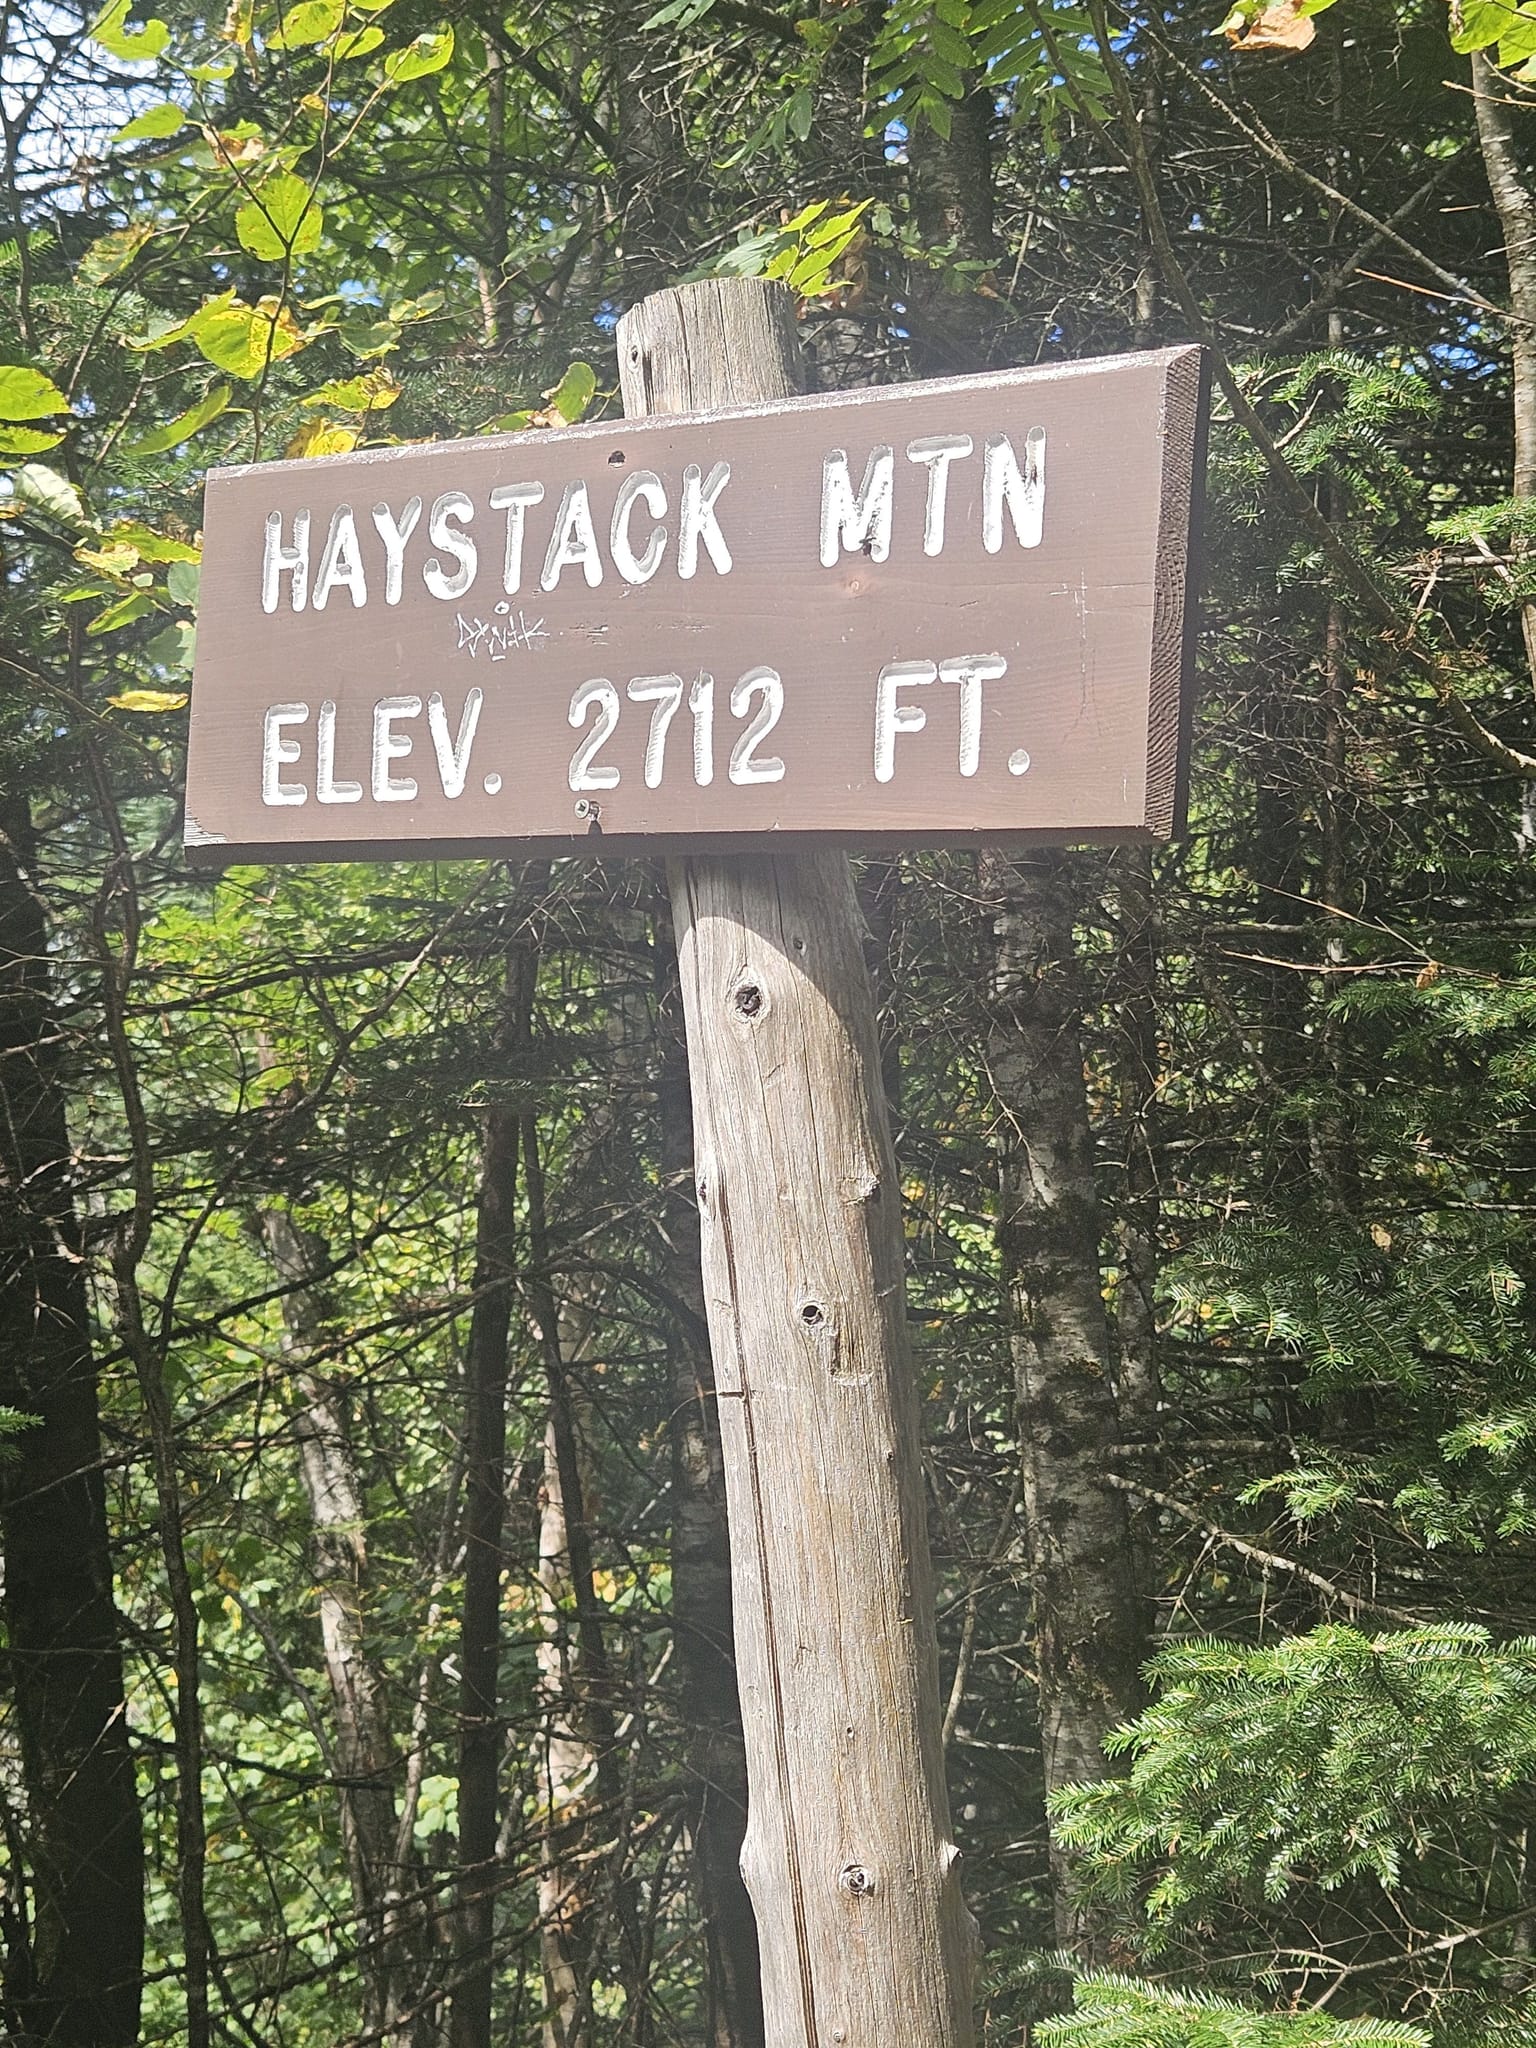 HAYSTACK MTN
ELEV. 2712 FT.